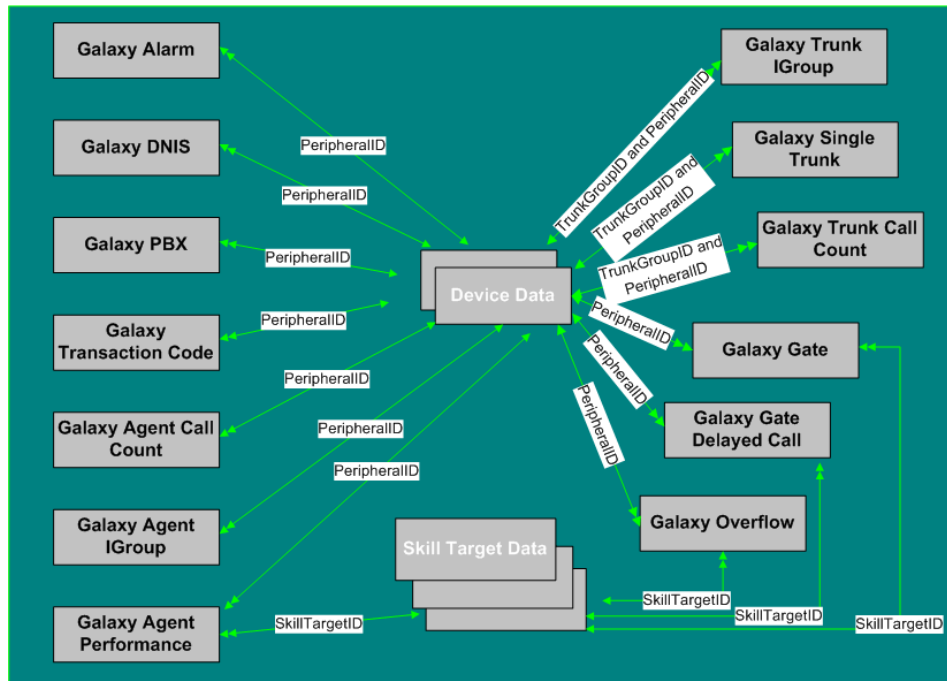 Galaxy Alarm
Galaxy DNIS
Galaxy PBX
Galaxy
Transaction Code
Galaxy Agent Call
Count
Galaxy Agent
IGroup
Galaxy Agent
Performance
PeripheralID
PeripheralID
PeripheralID
PeripheralID
PeripheralID
PeripheralID
PeripheralID
SkillTargetID
Device Data
Skill Target Data
TrunkGroupID and PeripheralID
TrunkGroupID and
PeripheralID
TrunkGroupID and
PeripheralID
PeripheralID
PeripheralID
PeripheralID
Galaxy Trunk
IGroup
Galaxy Single
Trunk
Galaxy Trunk Call
Count
Galaxy Gate
Galaxy Gate
Delayed Call
Galaxy Overflow
SkillTargetID
SkillTargetID
SkillTargetID